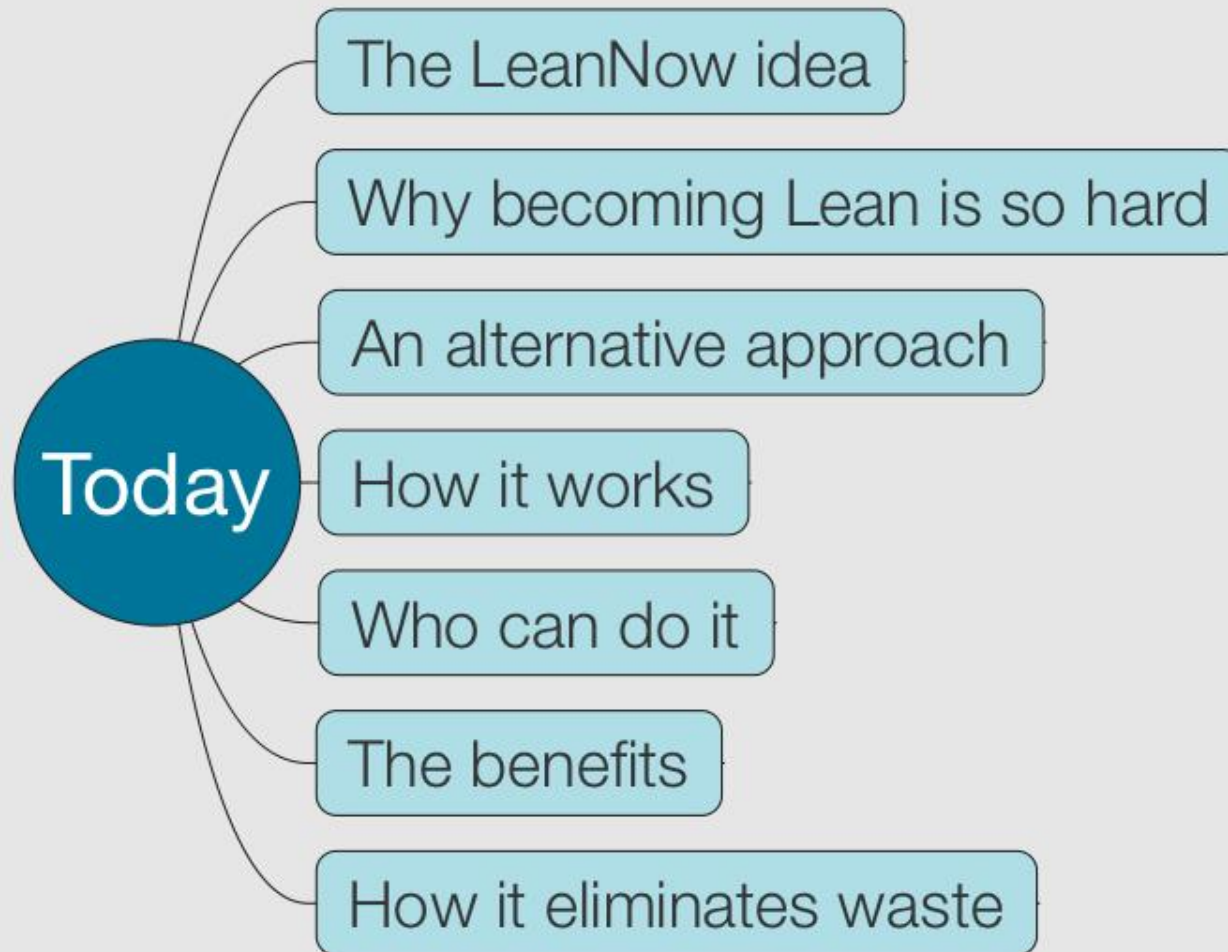 The LeanNow idea
Why becoming Lean is so hard
An alternative approach
Today
How it works
Who can do it
The benefits
How it eliminates waste